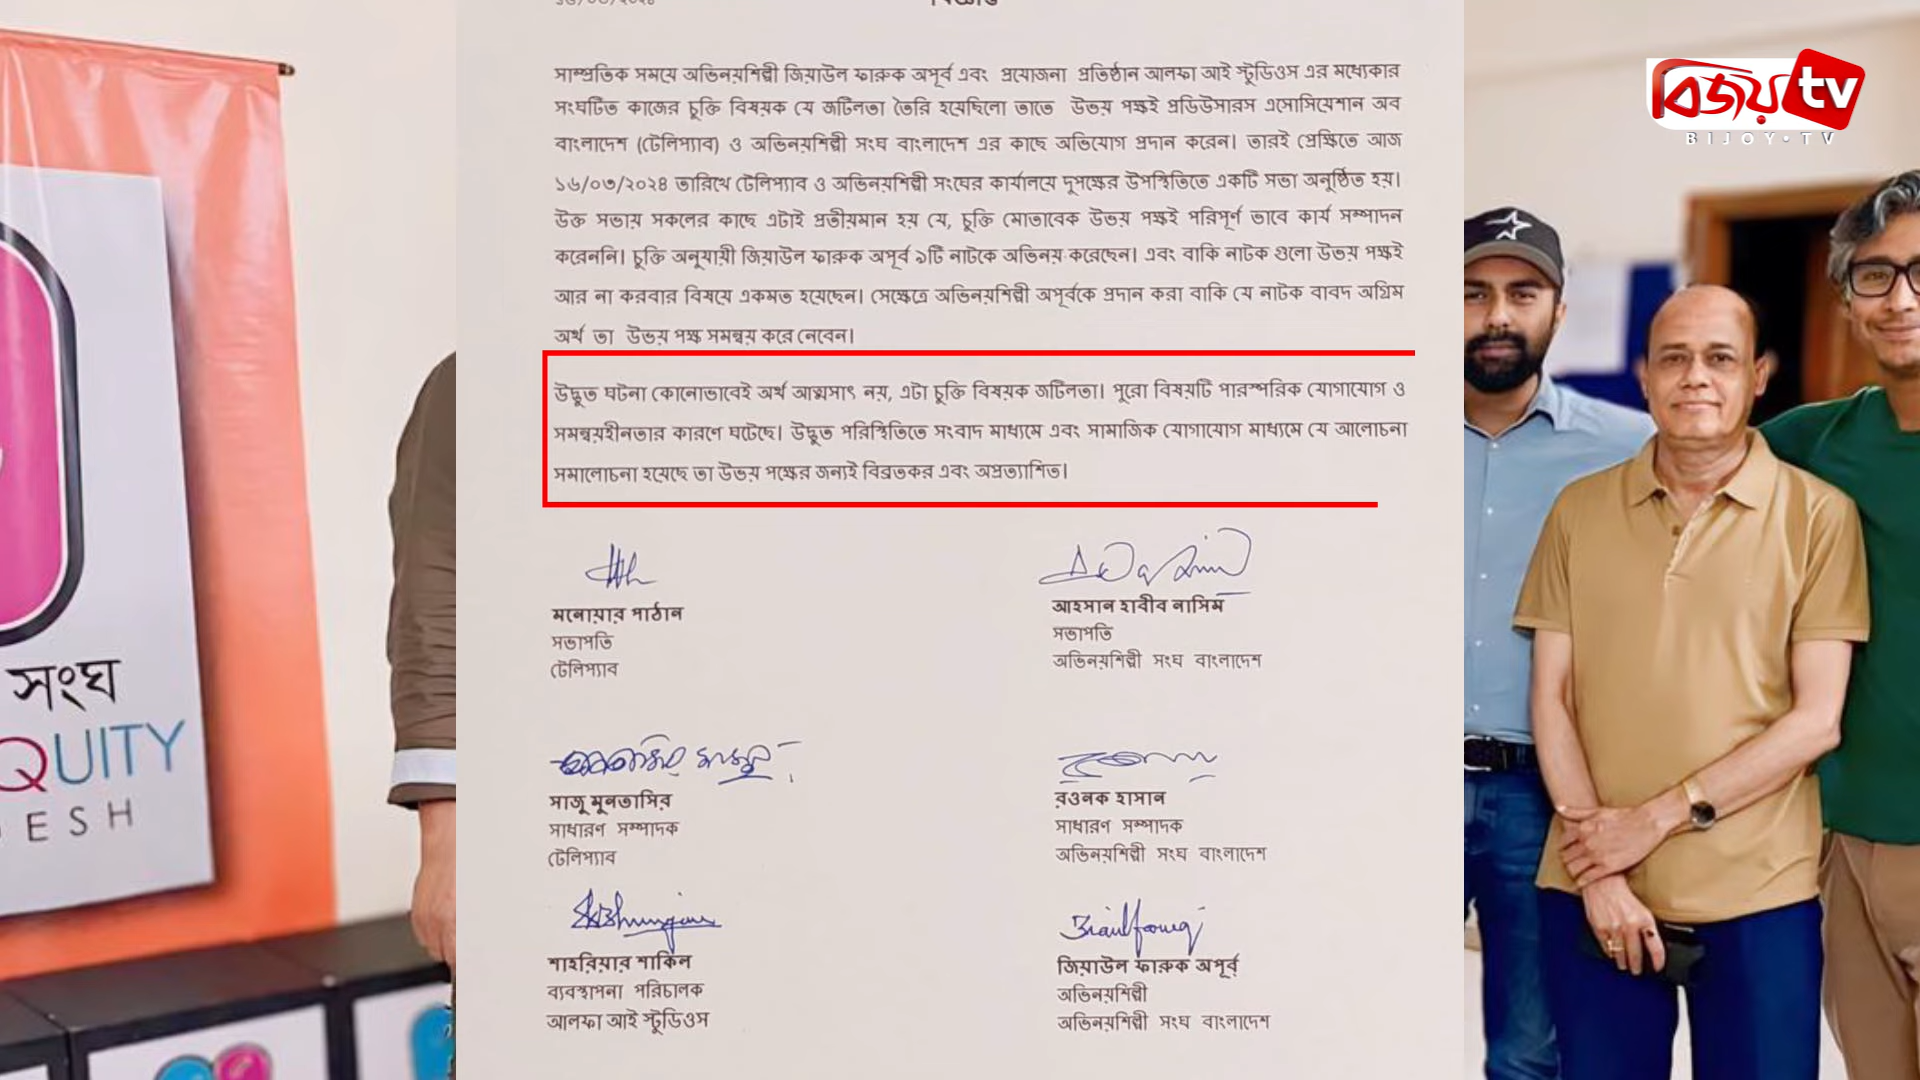 সাম্প্রতিক সময়ে অভিনয়শিল্পী জিয়াউল ফারুক অপূর্ব এবং প্রযোজনা প্রতিষ্ঠান আলফা আই স্টুডিওস এর মধ্যেকার
সংঘটিত কাজের চুক্তি বিষয়ক যে জটিলতা তৈরি হয়েছিলো তাতে উভয় পক্ষই প্রডিউসারস এসোসিয়েশান অব
বাংলাদেশ (টেলিপ্যাব) ও অভিনয়শিল্পী সংঘ বাংলাদেশ এর কাছে অভিযোগ প্রদান করেন। তারই প্রেক্ষিতে আজ
১৬/০৩/২০২৪ তারিখে টেলিপ্যাব ও অভিনয়শিল্পী সংঘের কার্যালয়ে দুপক্ষের উপস্থিতিতে একটি সভা অনুষ্ঠিত হয়।
উক্ত সভায় সকলের কাছে এটাই প্রতীয়মান হয় যে, চুক্তি মোতাবেক উভয় পক্ষই পরিপূর্ণ ভাবে কার্য সম্পাদন
করেননি। চুক্তি অনুযায়ী জিয়াউল ফারুক অপূর্ব ৯টি নাটকে অভিনয় করেছেন। এবং বাকি নাটক গুলো উভয় পক্ষই
আর না করবার বিষয়ে একমত হয়েছেন। সেক্ষেত্রে অভিনয়শিল্পী অপূর্বকে প্রদান করা বাকি যে নাটক বাবদ অগ্রিম
অর্থ তা উভয় পক্ষ সমন্বয় করে নেবেন।
উদ্ভূত ঘটনা কোনোভাবেই অর্থ আত্মসাৎ নয়, এটা চুক্তি বিষয়ক জটিলতা। পুরো বিষয়টি পারস্পরিক যোগাযোগ ও
সমন্বয়হীনতার কারণে ঘটেছে। উদ্ভূত পরিস্থিতিতে সংবাদ মাধ্যমে এবং সামাজিক যোগাযোগ মাধ্যমে যে আলোচনা
সমালোচনা হয়েছে তা উভয় পক্ষের জন্যই বিব্রতকর এবং অপ্রত্যাশিত।
মনোয়ার পাঠান
সভাপতি
টেলিপ্যাব
আহসান হাবীব নাসিম
সভাপতি
অভিনয়শিল্পী সংঘ বাংলাদেশ
সাজু মুনতাসির
সাধারণ সম্পাদক
টেলিপ্যাব
রওনক হাসান
সাধারণ সম্পাদক
অভিনয়শিল্পী সংঘ বাংলাদেশ
শাহরিয়ার শাকিল
ব্যবস্থাপনা পরিচালক
আলফা আই স্টুডিওস
জিয়াউল ফারুক অপূর্ব
অভিনয়শিল্পী
অভিনয়শিল্পী সংঘ বাংলাদেশ
সংঘ
QUITY
ESH
বিজয় tv
BIJOY·TV